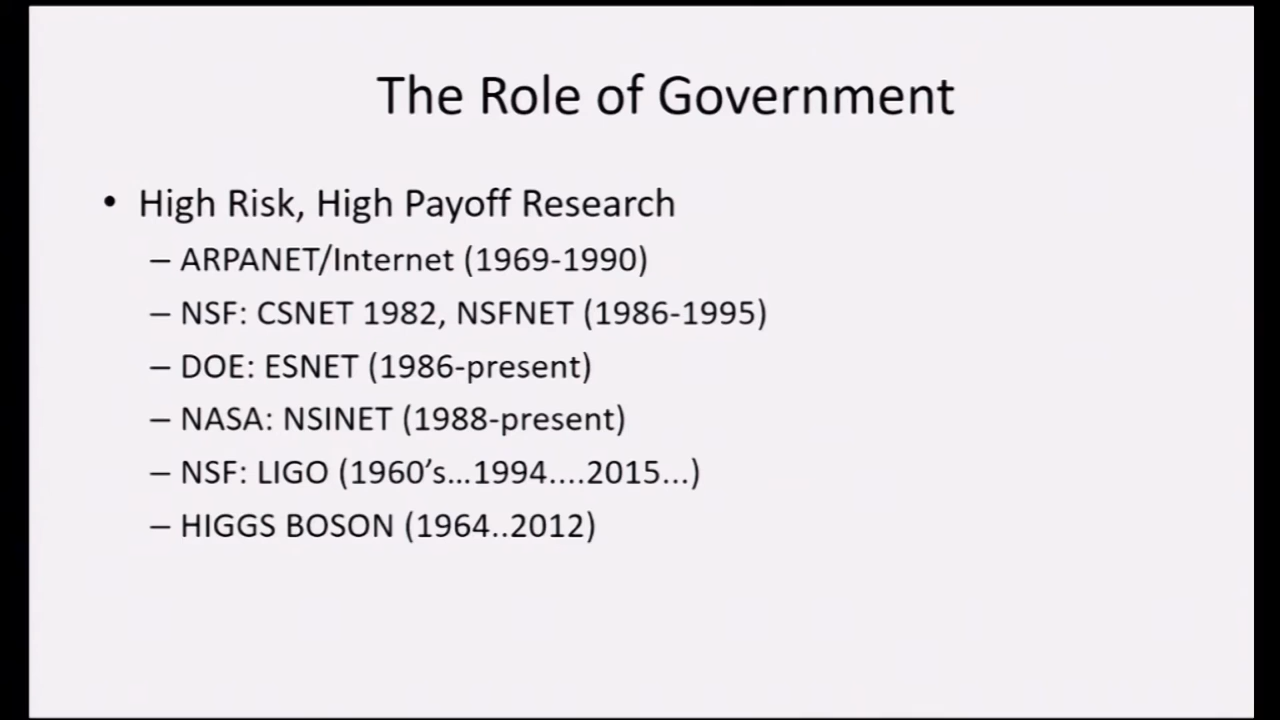 The Role of Government
• High Risk, High Payoff Research
– ARPANET/Internet (1969-1990)
– NSF: CSNET 1982, NSFNET (1986-1995)
– DOE: ESNET (1986-present)
– NASA: NSINET (1988-present)
– NSF: LIGO (1960’s...1994....2015...)
– HIGGS BOSON (1964..2012)